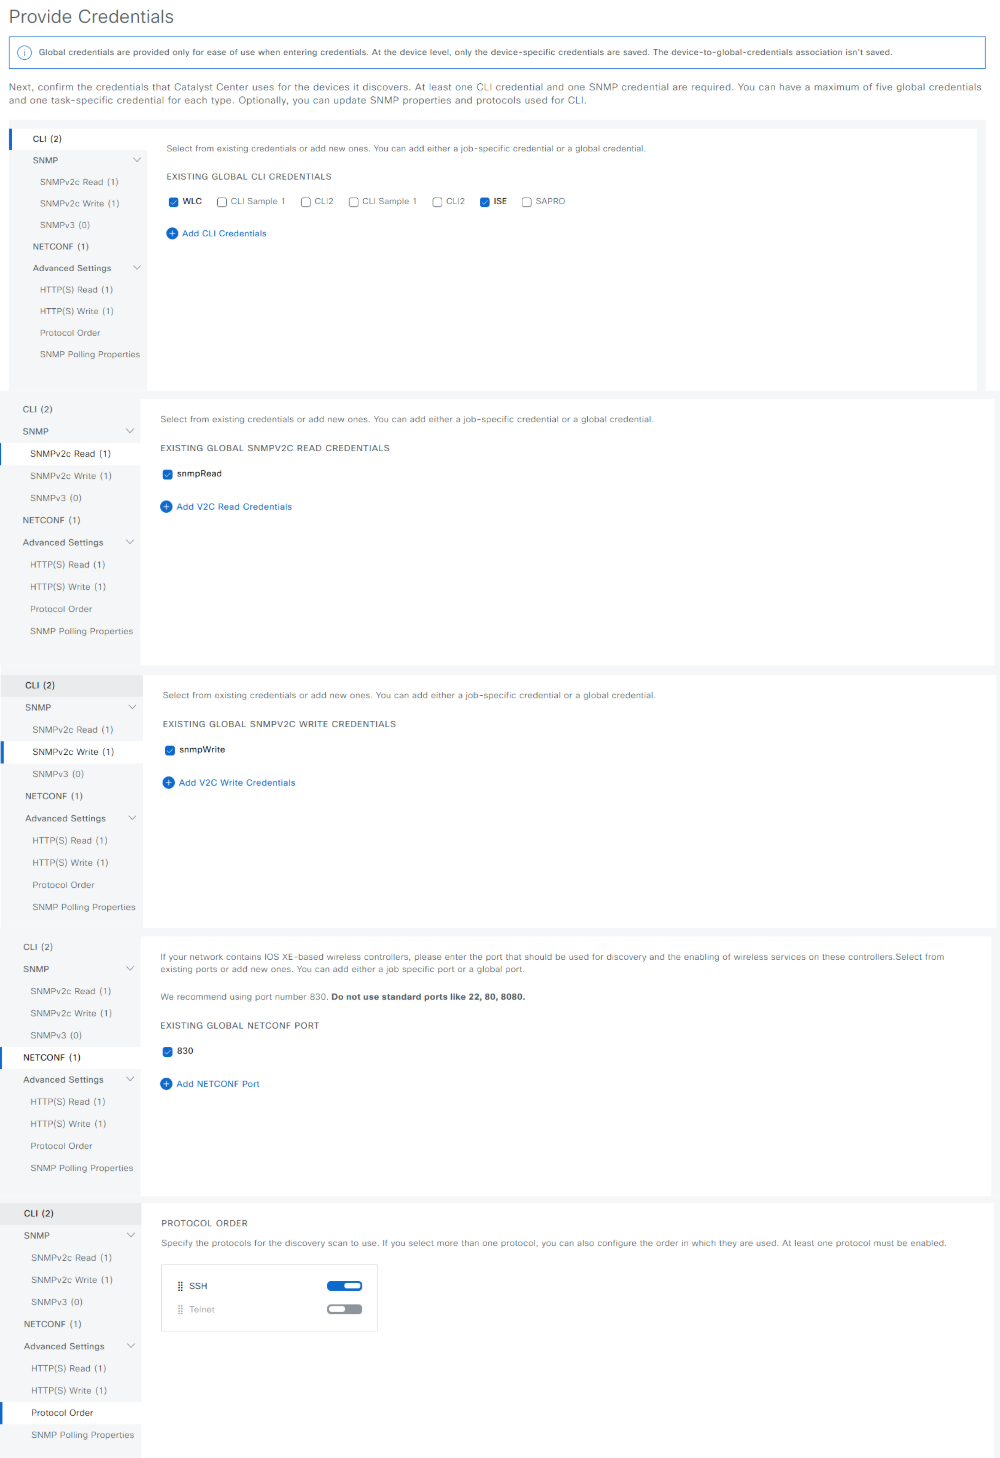 Provide Credentials
Global credentials are provided only for ease of use when entering credentials. At the device level, only the device-specific credentials are saved. The device-to-global-credentials association isn't saved.
Next, confirm the credentials that Catalyst Center uses for the devices it discovers. At least one CLI credential and one SNMP credential are required. You can have a maximum of five global credentials
and one task-specific credential for each type. Optionally, you can update SNMP properties and protocols used for CLI.
CLI (2)
SNMP
SNMPv2c Read (1)
SNMPv2c Write (1)
SNMPv3 (0)
NETCONF (1)
Advanced Settings
HTTP(S) Read (1)
HTTP(S) Write (1)
Protocol Order
SNMP Polling Properties
Select from existing credentials or add new ones. You can add either a job-specific credential or a global credential.
EXISTING GLOBAL CLI CREDENTIALS
WLC CLI Sample 1 CLI2 CLI Sample 1 CLI2 ISE SAPRO
Add CLI Credentials
CLI (2)
SNMP
SNMPv2c Read (1)
SNMPv2c Write (1)
SNMPv3 (0)
NETCONF (1)
Advanced Settings
HTTP(S) Read (1)
HTTP(S) Write (1)
Protocol Order
SNMP Polling Properties
Select from existing credentials or add new ones. You can add either a job-specific credential or a global credential.
EXISTING GLOBAL SNMPV2C READ CREDENTIALS
snmpRead
Add V2C Read Credentials
CLI (2)
SNMP
SNMPv2c Read (1)
SNMPv2c Write (1)
SNMPv3 (0)
NETCONF (1)
Advanced Settings
HTTP(S) Read (1)
HTTP(S) Write (1)
Protocol Order
SNMP Polling Properties
Select from existing credentials or add new ones. You can add either a job-specific credential or a global credential.
EXISTING GLOBAL SNMPV2C WRITE CREDENTIALS
snmpWrite
Add V2C Write Credentials
CLI (2)
SNMP
SNMPv2c Read (1)
SNMPv2c Write (1)
SNMPv3 (0)
NETCONF (1)
Advanced Settings
HTTP(S) Read (1)
HTTP(S) Write (1)
Protocol Order
SNMP Polling Properties
If your network contains IOS XE-based wireless controllers, please enter the port that should be used for discovery and the enabling of wireless services on these controllers.Select from
existing ports or add new ones. You can add either a job specific port or a global port.
We recommend using port number 830. Do not use standard ports like 22, 80, 8080.
EXISTING GLOBAL NETCONF PORT
830
Add NETCONF Port
CLI (2)
SNMP
SNMPv2c Read (1)
SNMPv2c Write (1)
SNMPv3 (0)
NETCONF (1)
Advanced Settings
HTTP(S) Read (1)
HTTP(S) Write (1)
Protocol Order
SNMP Polling Properties
PROTOCOL ORDER
Specify the protocols for the discovery scan to use. If you select more than one protocol, you can also configure the order in which they are used. At least one protocol must be enabled.
SSH
Telnet